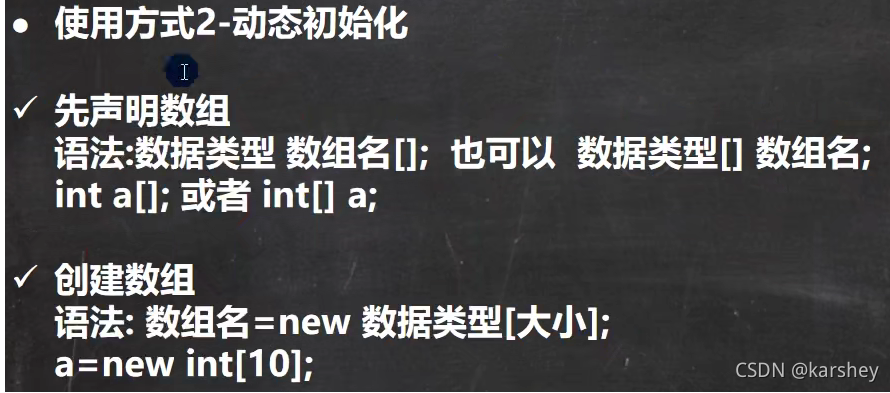 ● 使用方式2-动态初始化
✓ 先声明数组
语法:数据类型 数组名[]; 也可以 数据类型[] 数组名;
int a[]; 或者 int[] a;
✓ 创建数组
语法: 数组名=new 数据类型[大小];
a=new int[10];
CSDN @karshey